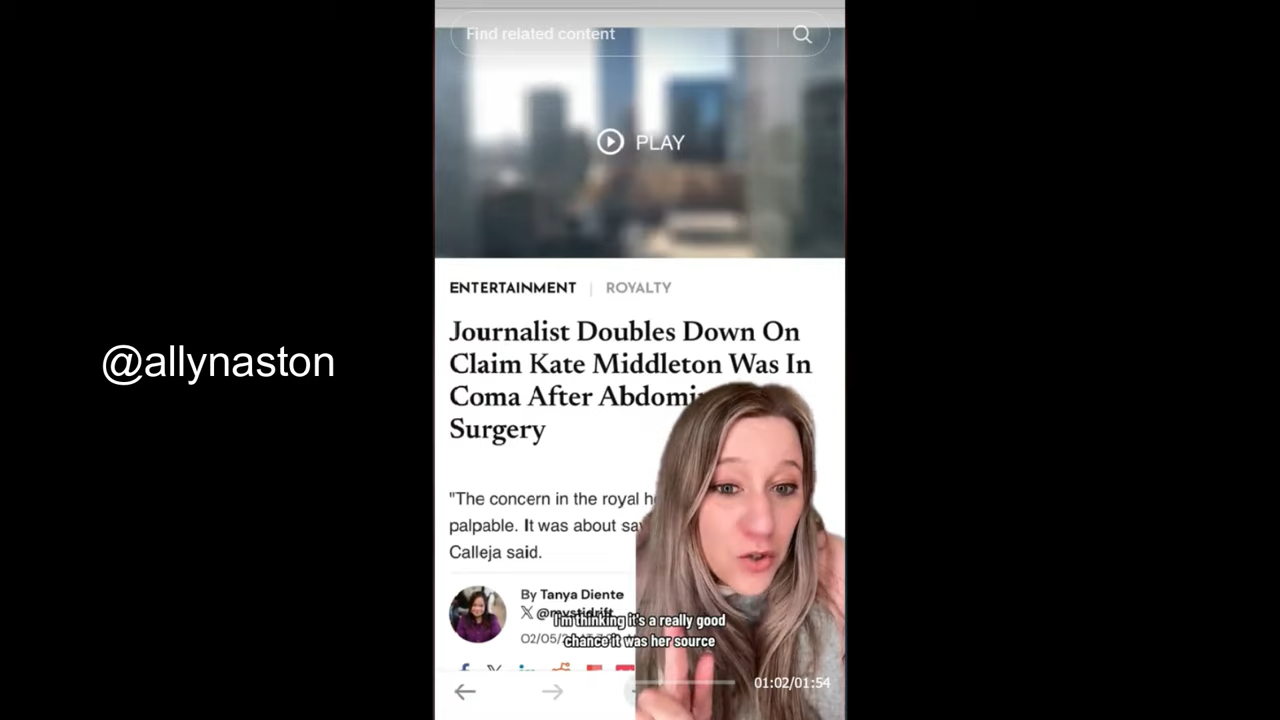 Find related content
PLAY
ENTERTAINMENT | ROYALTY
Journalist Doubles Down On
Claim Kate Middleton Was In
Coma After
Surgery
@allynaston
"The concern in the royal
palpable. It was about
Calleja said.
By Tanya Diente
@mystidrift
I'm thinking it's a really good
chance it was her source
01:02/01:54